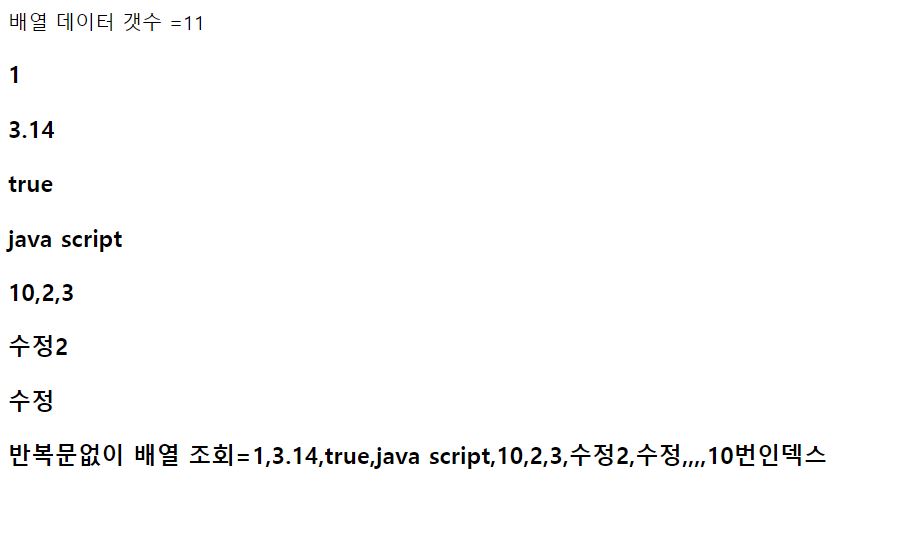 배열 데이터 갯수 =11
1
3.14
true
java script
10,2,3
수정2
수정
반복문없이 배열 조회=1,3.14,true,java script,10,2,3,수정2,수정,,,,10번인덱스